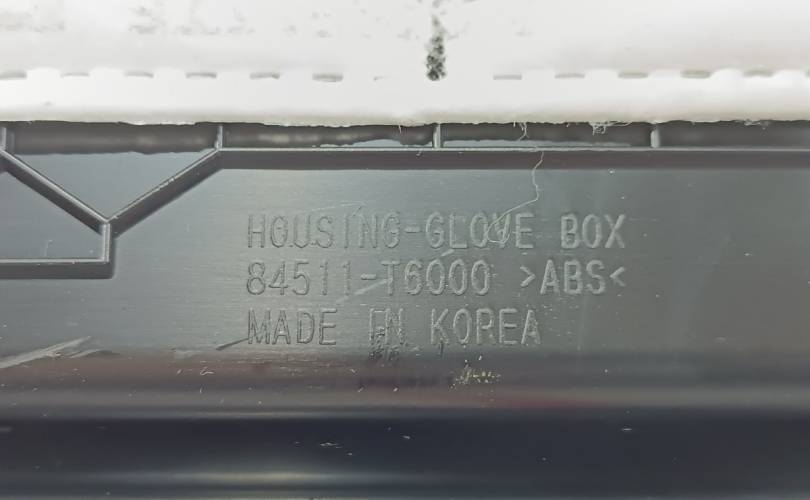 HOUSING-GLOVE BOX
84511-T6000 >ABS<
MADE IN KOREA